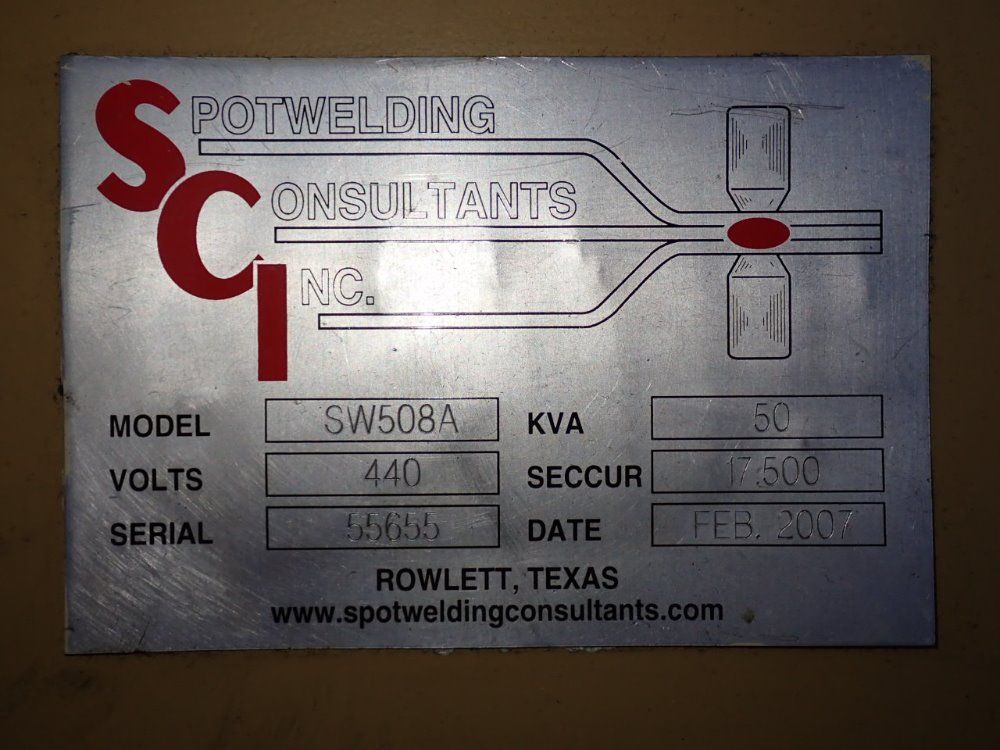 SPOTWELDING
CONSULTANTS
INC.
MODEL SW508A KVA 50
VOLTS 440 SECCUR 17,500
SERIAL 55655 DATE FEB. 2007
ROWLETT, TEXAS
www.spotweldingconsultants.com